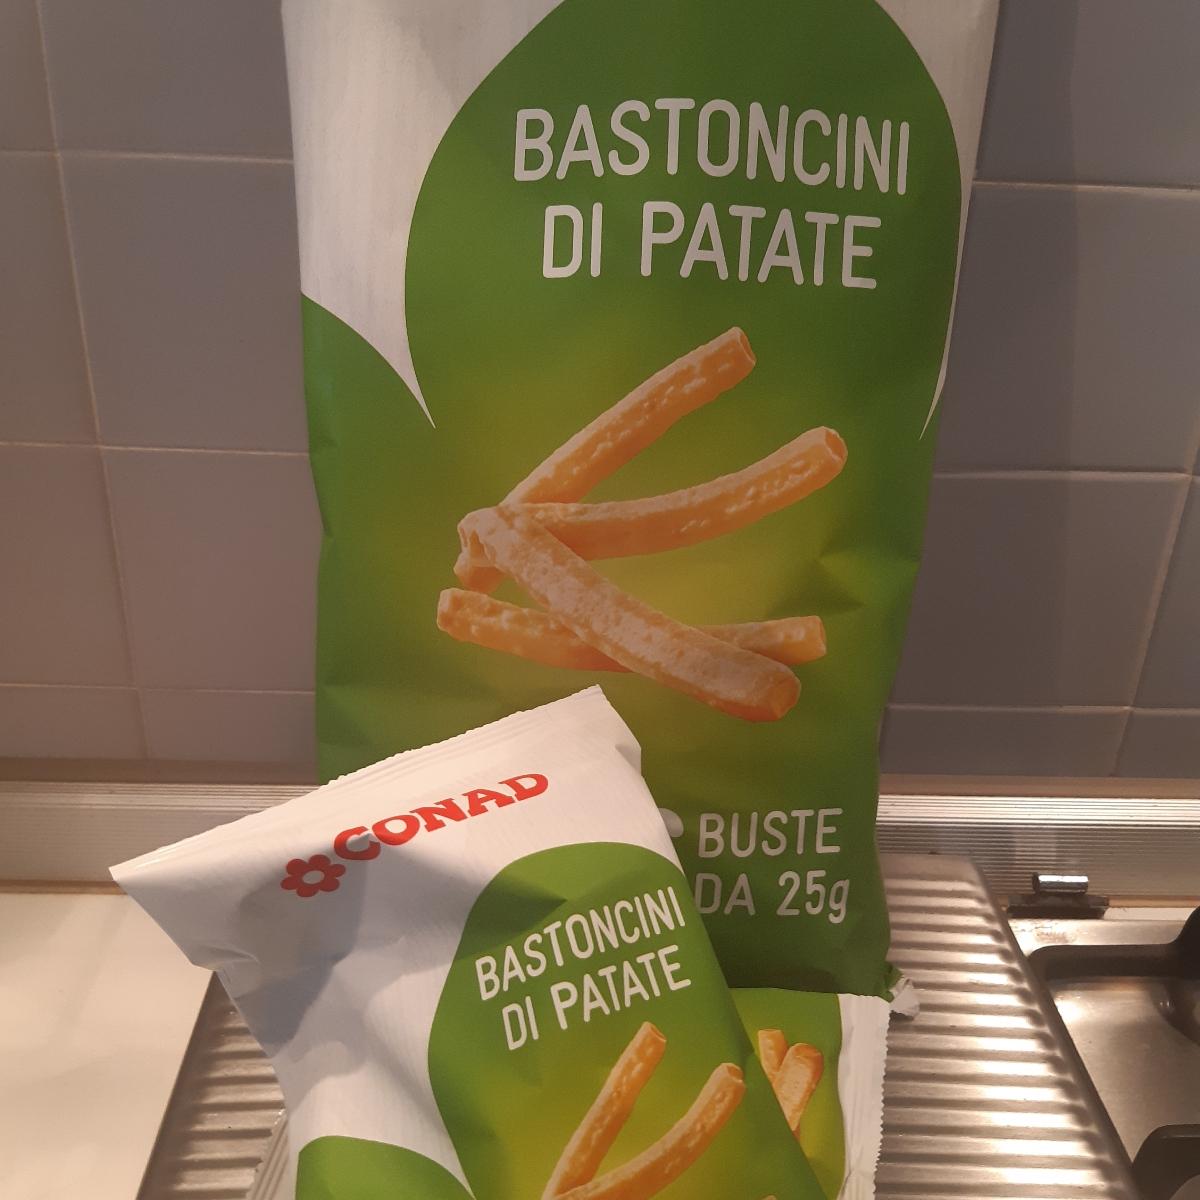 BASTONCINI
DI PATATE
BUSTE
DA 25g
CONAD
BASTONCINI
DI PATATE